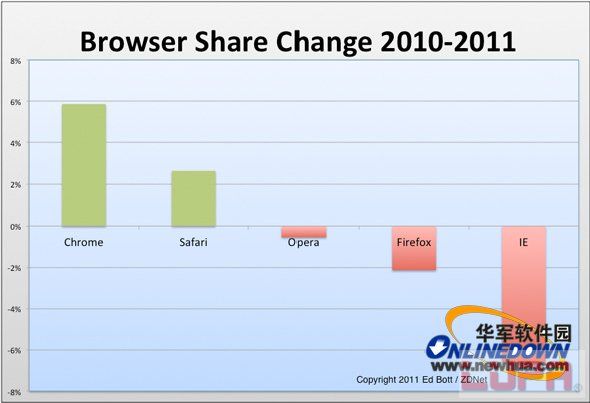 Browser Share Change 2010-2011
8%
6%
4%
2%
0%
-2%
-4%
-6%
-8%
Chrome
Safari
Opera
Firefox
IE
华军软件园
ONLINEDOWN
www.newhua.com
Copyright 2011 Ed Bott / ZDNet